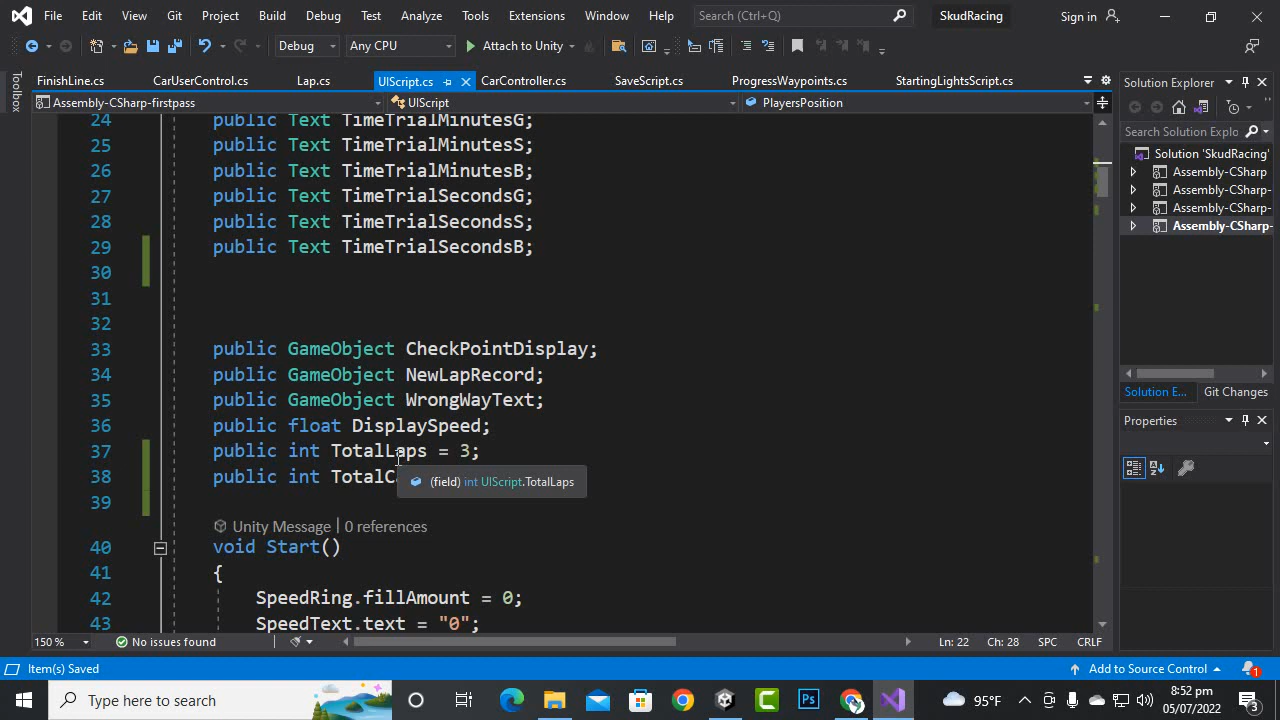 File Edit View Git Project Build Debug Test Analyze Tools Extensions Window Help Search (Ctrl+Q) SkudRacing Sign in
Debug Any CPU Attach to Unity
FinishLine.cs CarUserControl.cs Lap.cs UIScript.cs CarController.cs SaveScript.cs ProgressWaypoints.cs StartingLightsScript.cs
Toolbox
Assembly-CSharp-firstpass UIScript PlayersPosition
24 public Text TimeTrialMinutesG;
25 public Text TimeTrialMinutesS;
26 public Text TimeTrialMinutesB;
27 public Text TimeTrialSecondsG;
28 public Text TimeTrialSecondsS;
29 public Text TimeTrialSecondsB;
30
31
32
33 public GameObject CheckPointDisplay;
34 public GameObject NewLapRecord;
35 public GameObject WrongWayText;
36 public float DisplaySpeed;
37 public int TotalLaps = 3;
38 public int TotalC
(field) int UIScript.TotalLaps
39
Unity Message | 0 references
40 void Start()
41 {
42 SpeedRing.fillAmount = 0;
43 SpeedText.text = "0";
150 % No issues found Ln: 22 Ch: 28 SPC CRLF
Solution Explorer
Search Solution Explo
Solution 'SkudRacing'
Assembly-CSharp
Assembly-CSharp-
Assembly-CSharp-
Assembly-CSharp-
Solution E... Git Changes
Properties
Item(s) Saved Add to Source Control 1
Type here to search 95°F 8:52 pm
05/07/2022 3